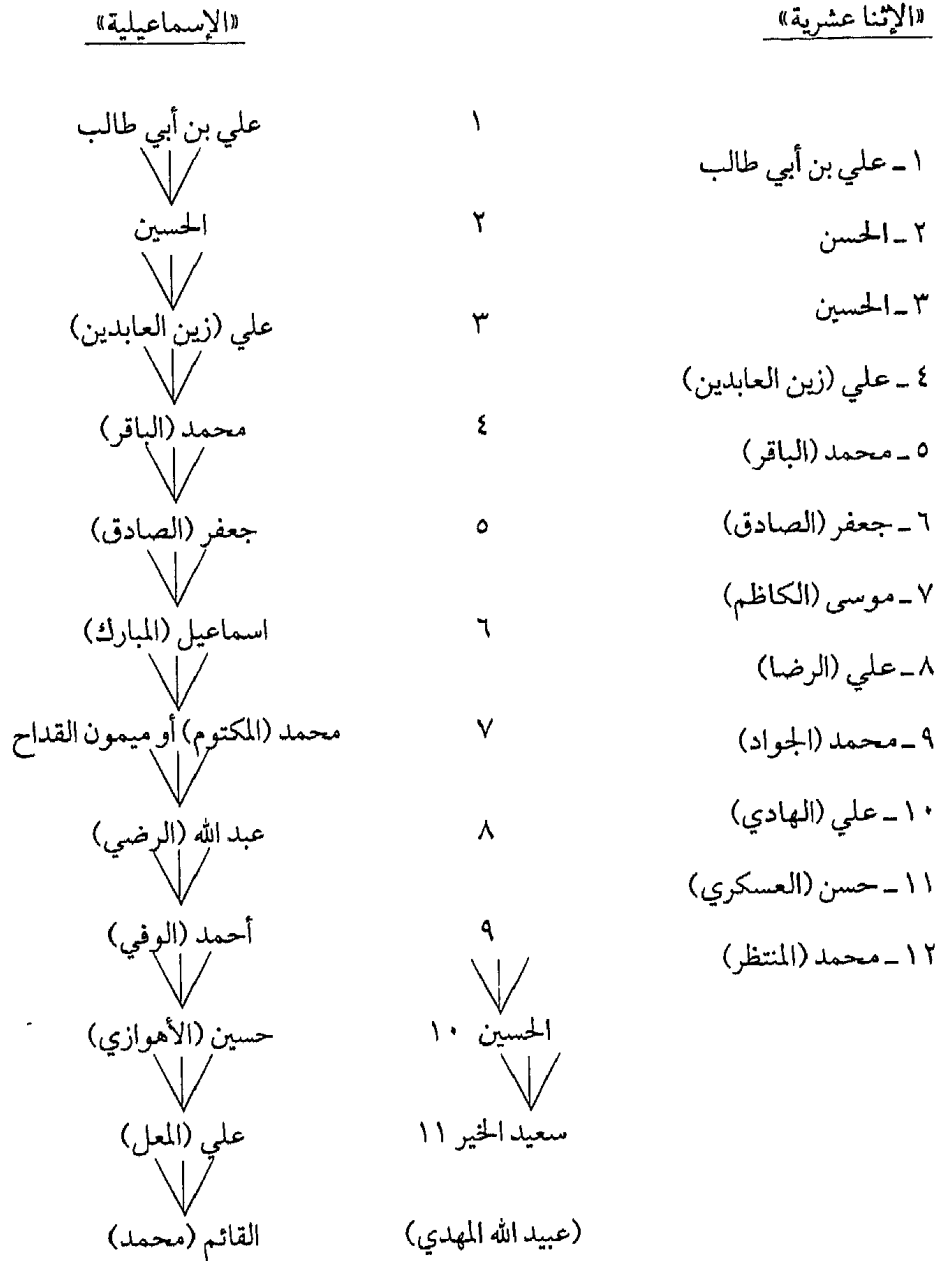 «الإثنا عشرية» «الإسماعيلية»
١ علي بن أبي طالب
١ ـ علي بن أبي طالب
٢ ـ الحسن ٢ الحسين
٣ ـ الحسين ٣ علي (زين العابدين)
٤ ـ علي (زين العابدين)
٤ محمد (الباقر)
٥ ـ محمد (الباقر)
٦ ـ جعفر (الصادق) ٥ جعفر (الصادق)
٧ ـ موسى (الكاظم)
٦ اسماعيل (المبارك)
٨ ـ علي (الرضا)
٩ ـ محمد (الجواد) ٧ محمد (المكتوم) أو ميمون القداح
١٠ ـ علي (الهادي)
٨ عبد الله (الرضي)
١١ ـ حسن (العسكري)
٩ أحمد (الوفي)
١٢ ـ محمد (المنتظر)
الحسين ١٠ حسين (الأهوازي)
سعيد الخير ١١ علي (المعل)
(عبيد الله المهدي) القائم (محمد)